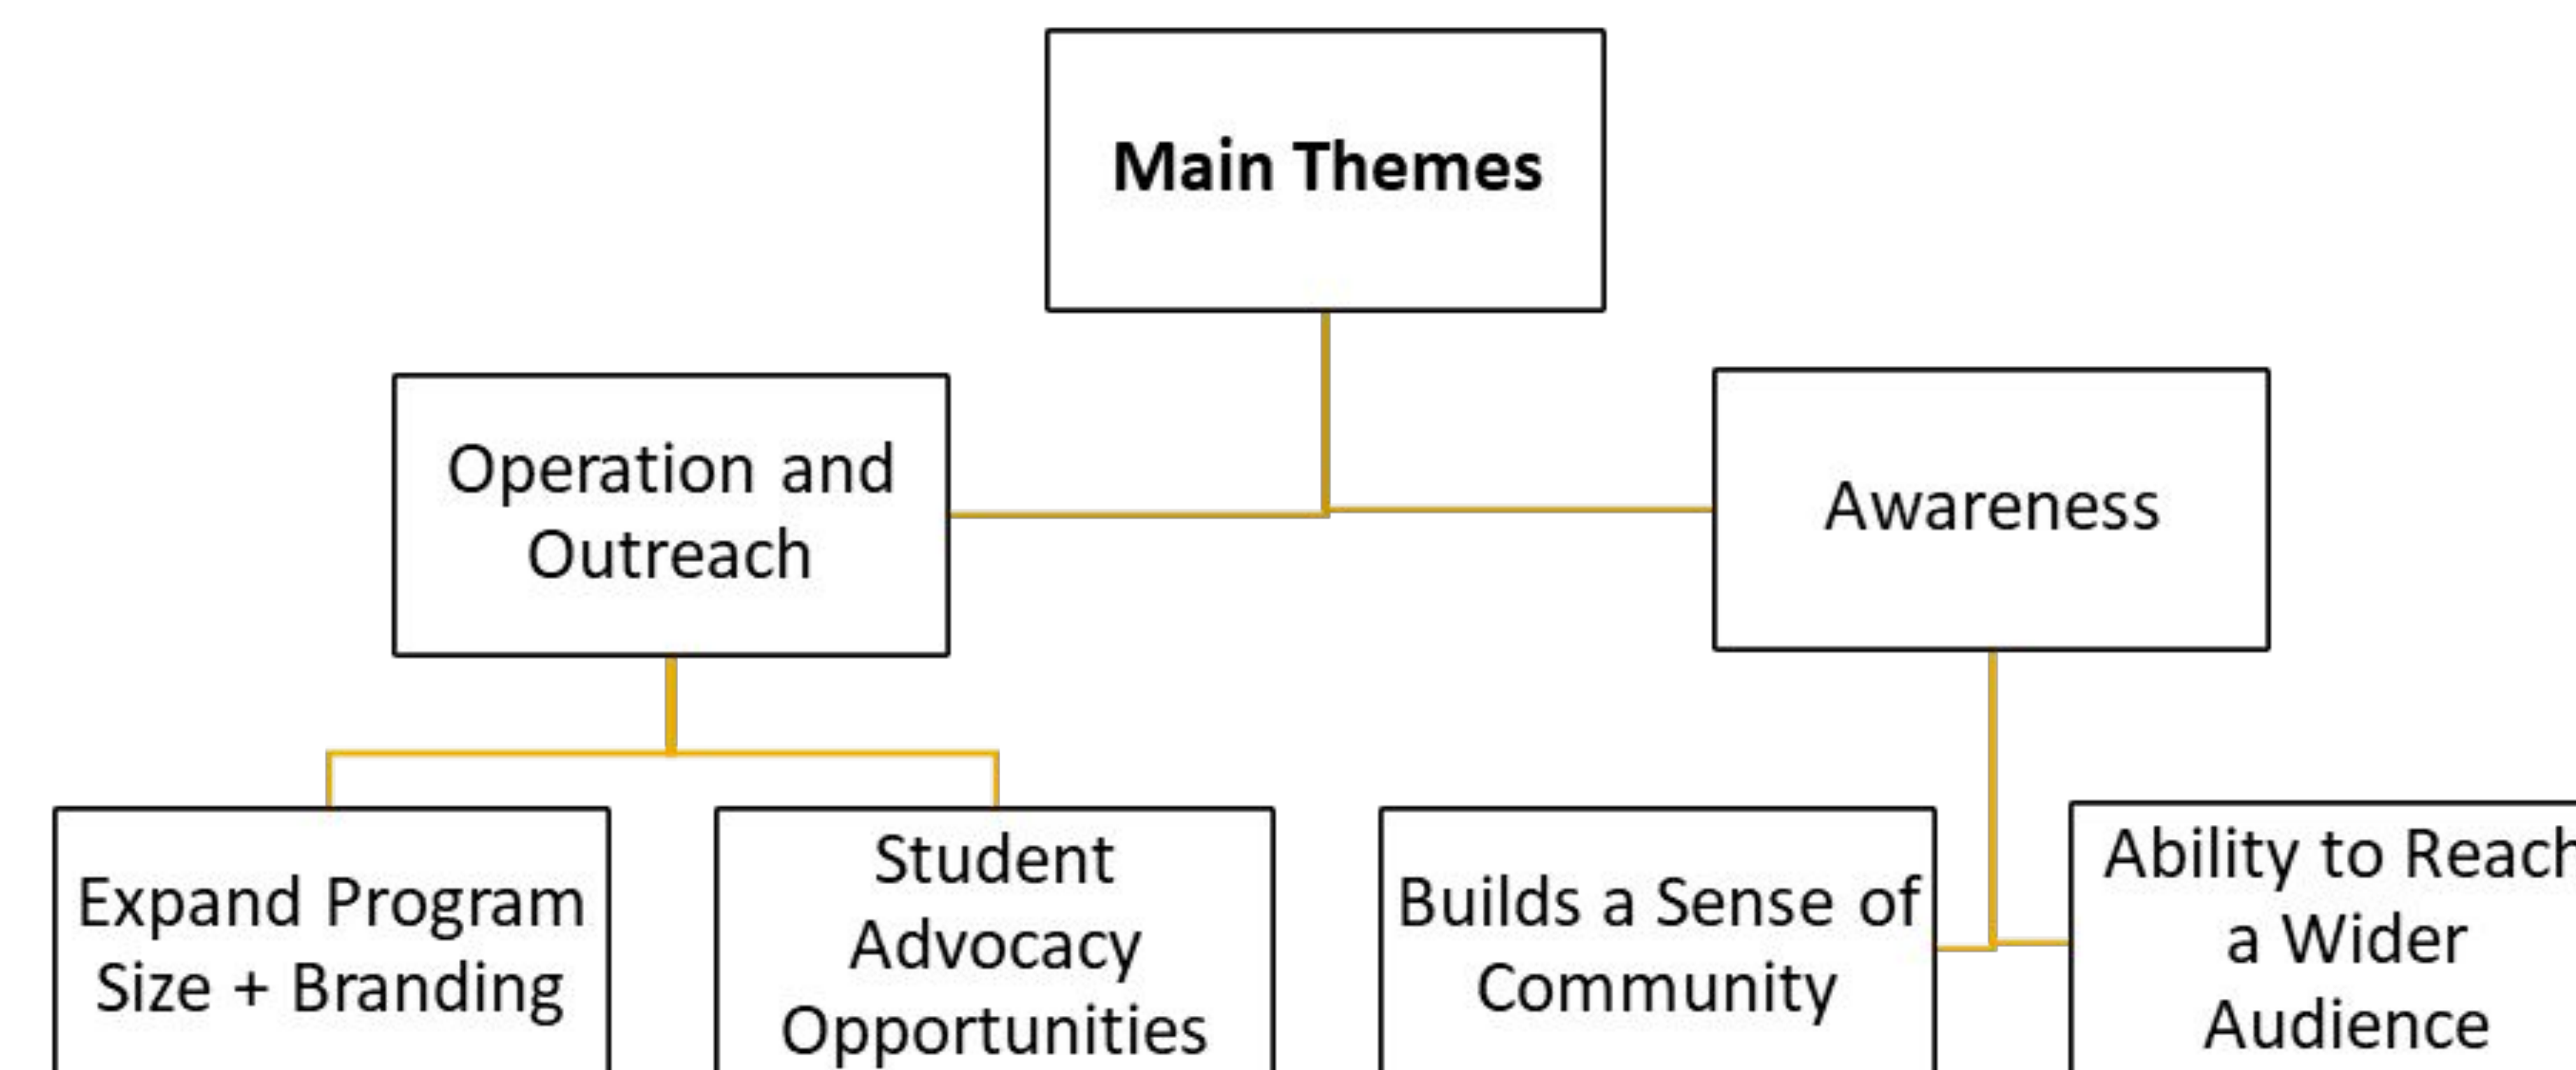 Main Themes
Operation and
Outreach
Awareness
Expand Program
Size + Branding
Student
Advocacy
Opportunities
Builds a Sense of
Community
Ability to Reach
a Wider
Audience